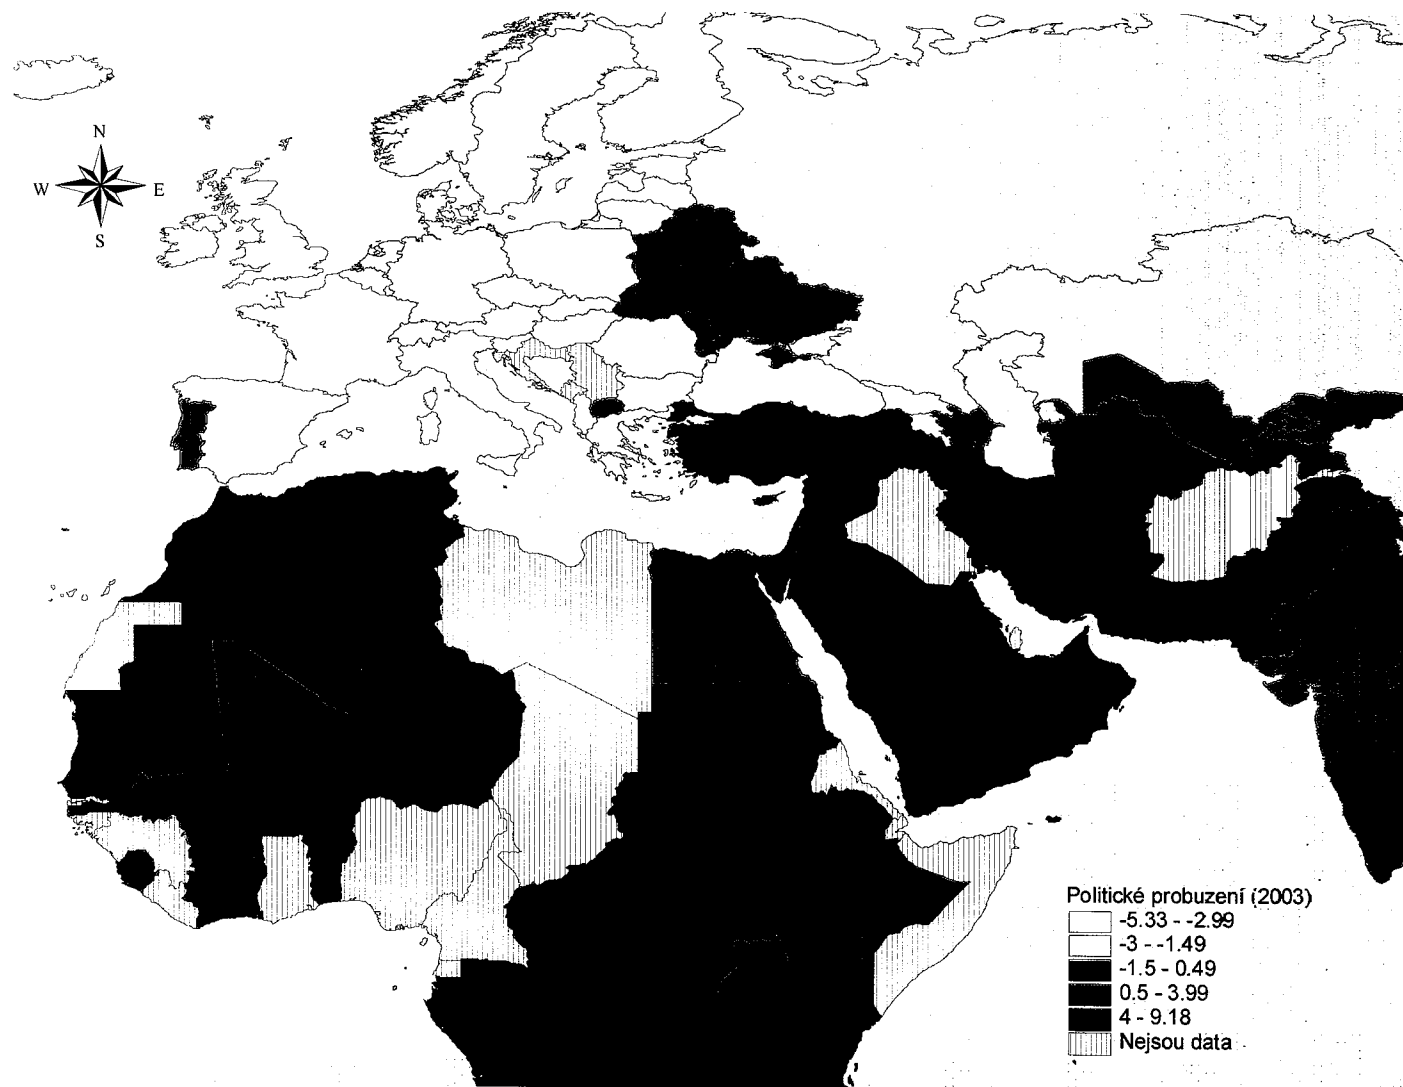 N
W E
S
Politické probuzení (2003)
-5.33 - -2.99
-3 - -1.49
-1.5 - 0.49
0.5 - 3.99
4 - 9.18
Nejsou data